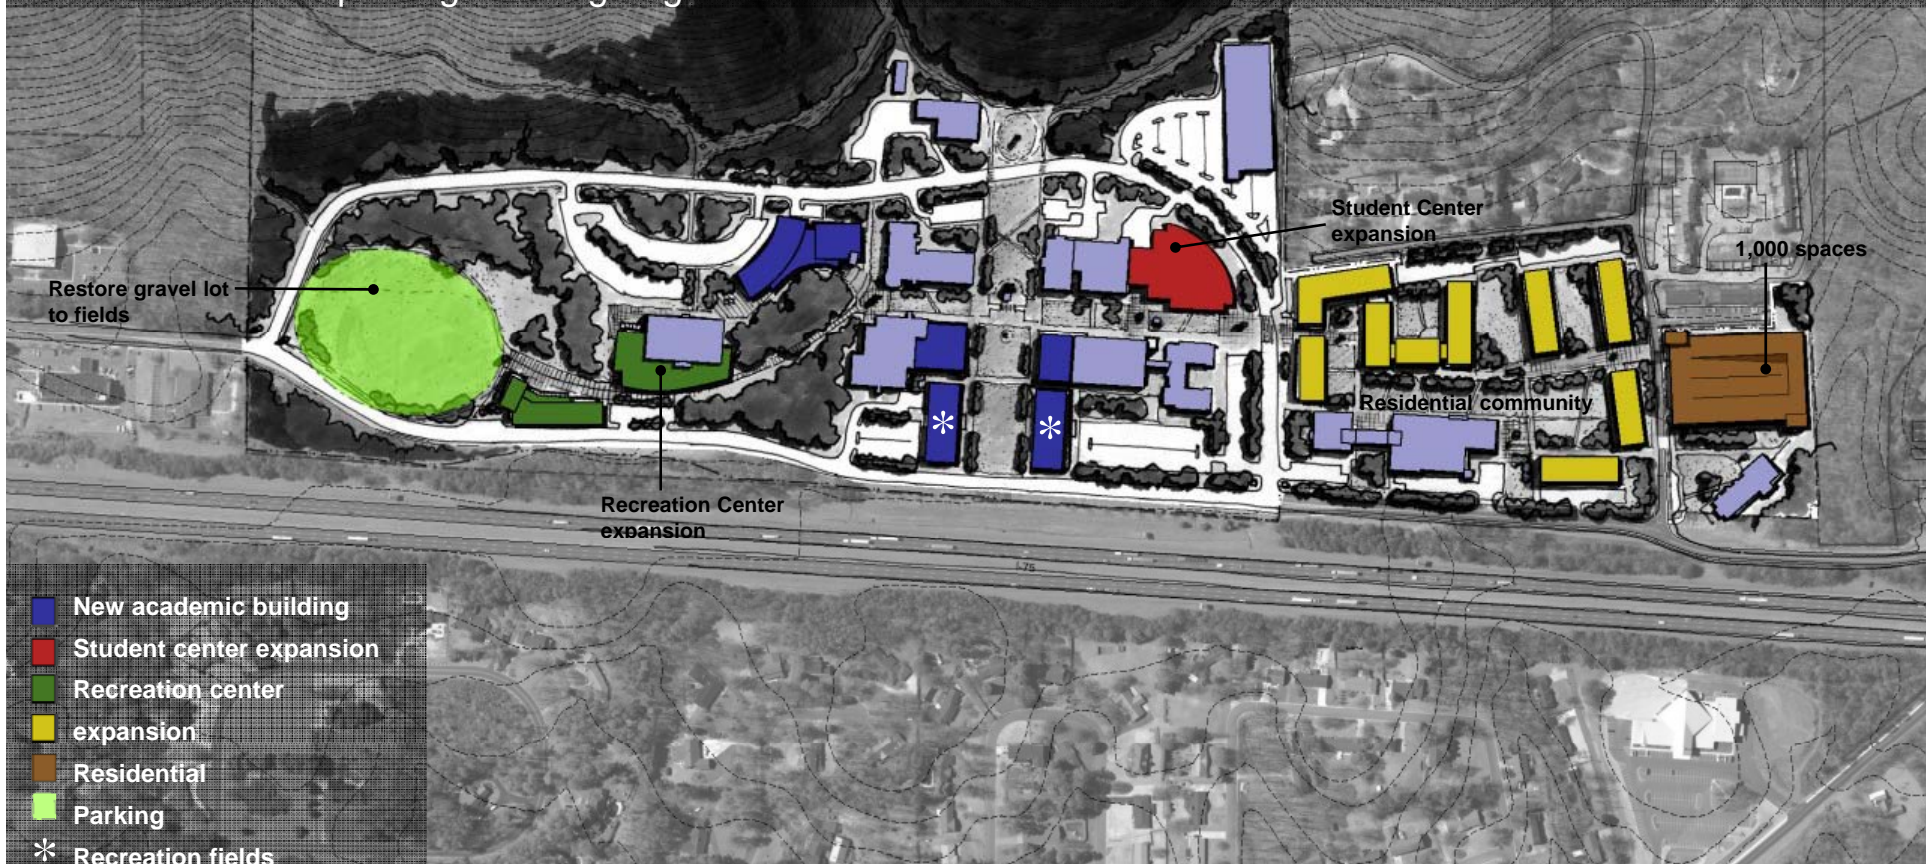 Student Center
expansion
1,000 spaces
Restore gravel lot
to fields
Residential community
Recreation Center
expansion
I-75
New academic building
Student center expansion
Recreation center
expansion
Residential
Parking
* Recreation fields